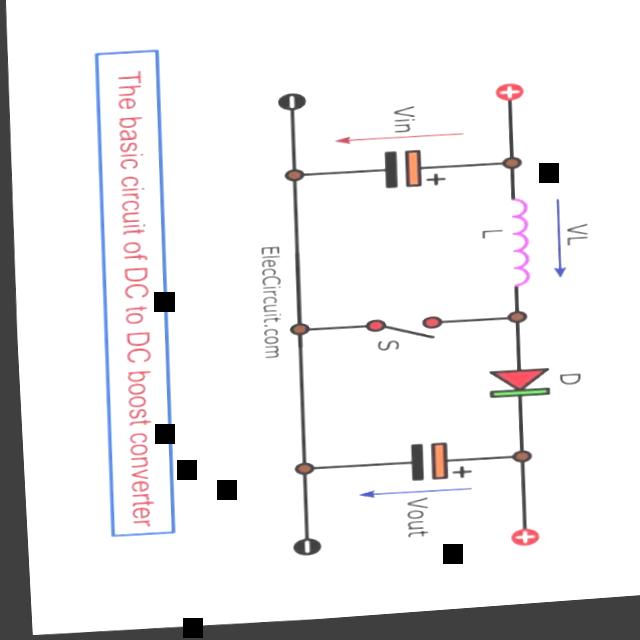 VL
L
D
Vin
+
S
+
Vout
ElecCircuit.com
The basic circuit of DC to DC boost converter